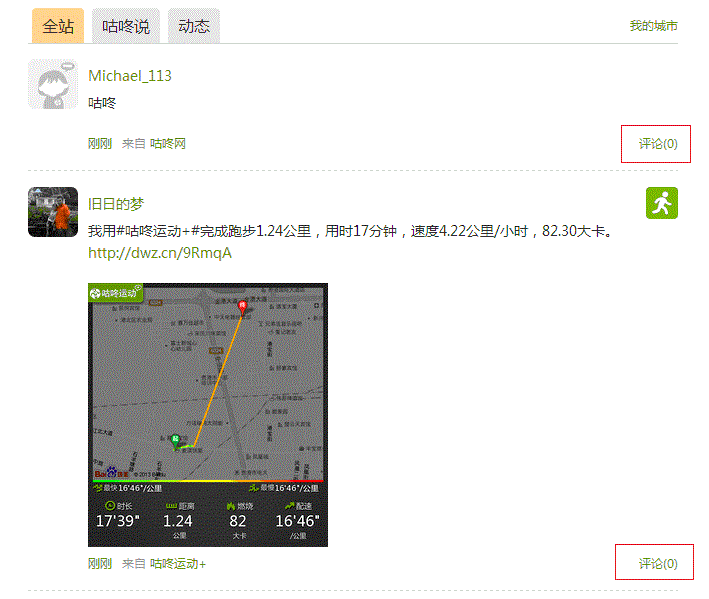 全站 咕咚说 动态 我的城市
Michael_113
咕咚
刚刚 来自 咕咚网 评论(0)
旧日的梦
我用#咕咚运动+#完成跑步1.24公里，用时17分钟，速度4.22公里/小时，82.30大卡。
http://dwz.cn/9RmqA
咕咚运动
终
起
最快16'46"/公里 最慢16'46"/公里
时长 距离 燃烧 配速
17'39" 1.24 82 16'46"
公里 大卡 /公里
刚刚 来自 咕咚运动+ 评论(0)